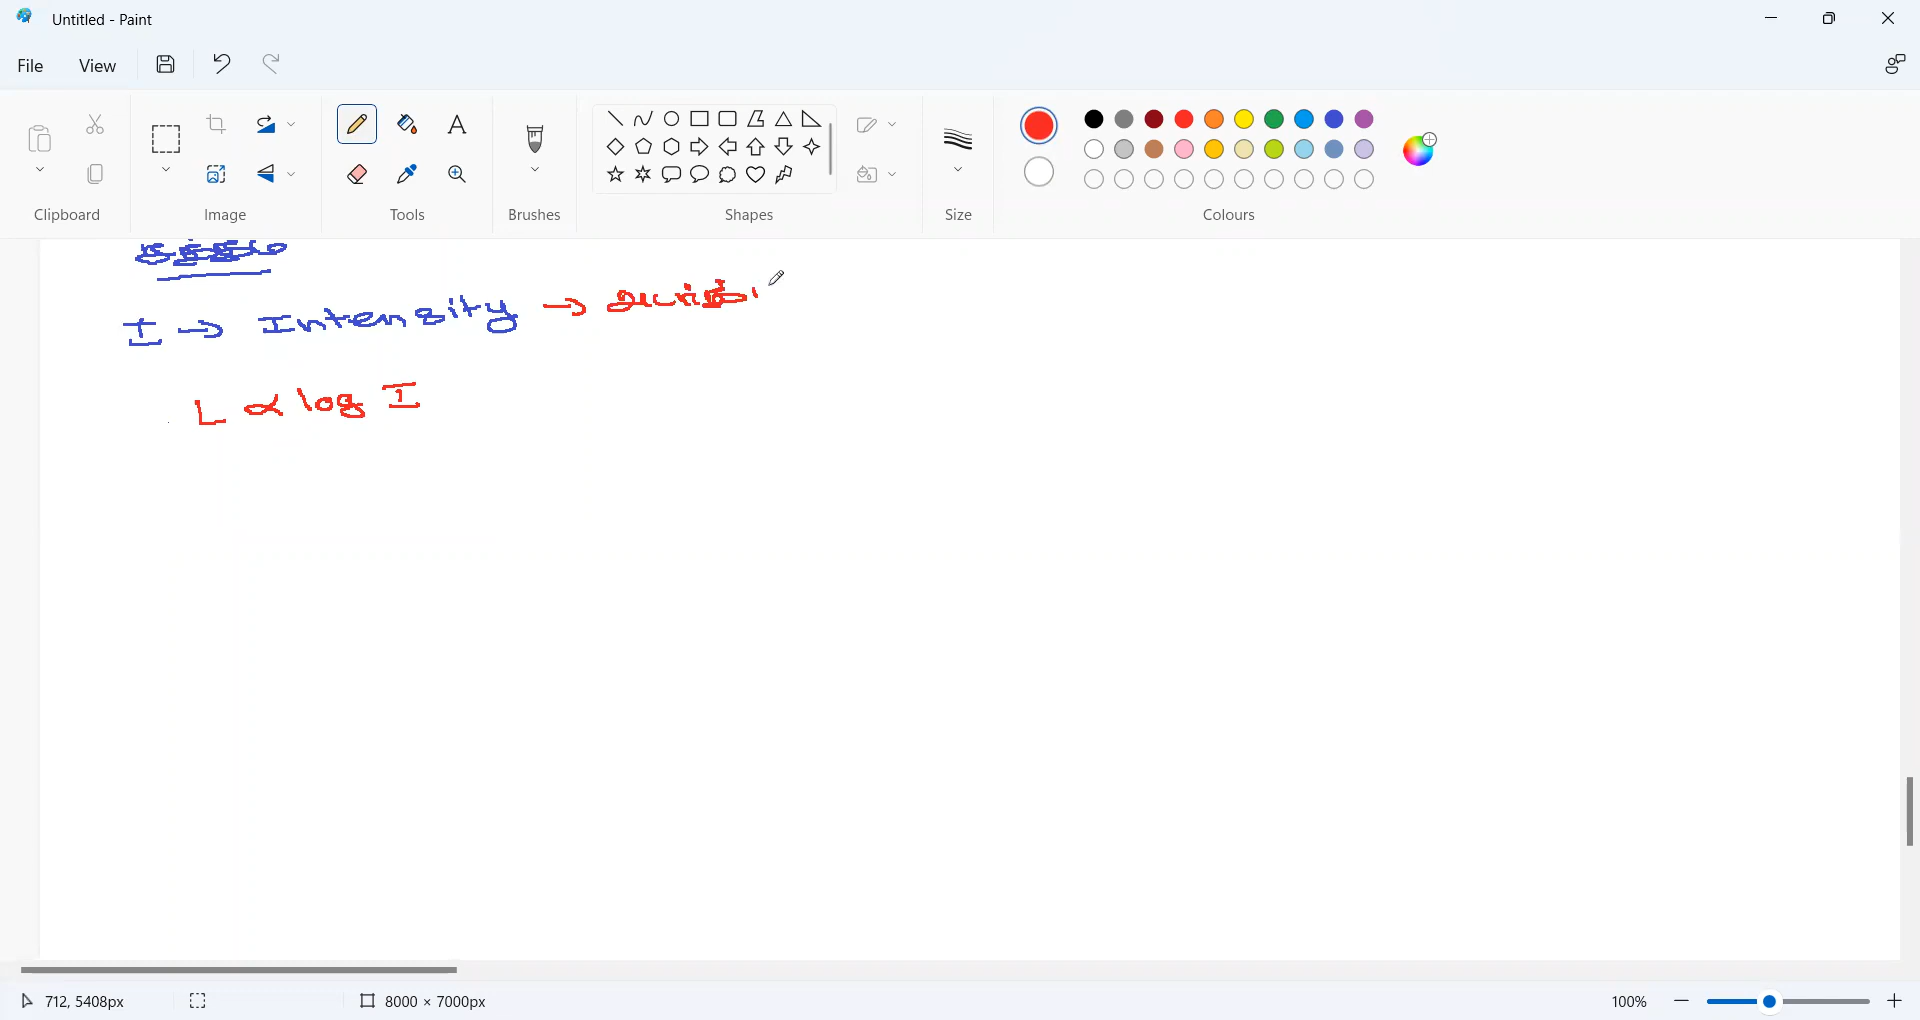 Untitled - Paint
File View
Clipboard Image Tools Brushes Shapes Size Colours
I → Intensity →
L ∝ log I
712, 5408px 8000 × 7000px 100%